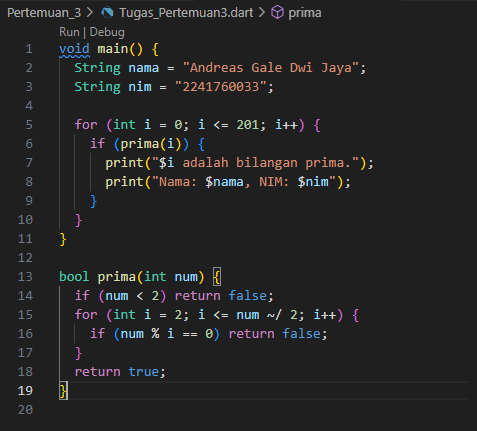 Pertemuan_3 > Tugas_Pertemuan3.dart > prima
Run | Debug
1 void main() {
2   String nama = "Andreas Gale Dwi Jaya";
3   String nim = "2241760033";
4
5   for (int i = 0; i <= 201; i++) {
6     if (prima(i)) {
7       print("$i adalah bilangan prima.");
8       print("Nama: $nama, NIM: $nim");
9     }
10   }
11 }
12
13 bool prima(int num) {
14   if (num < 2) return false;
15   for (int i = 2; i <= num ~/ 2; i++) {
16     if (num % i == 0) return false;
17   }
18   return true;
19 }
20